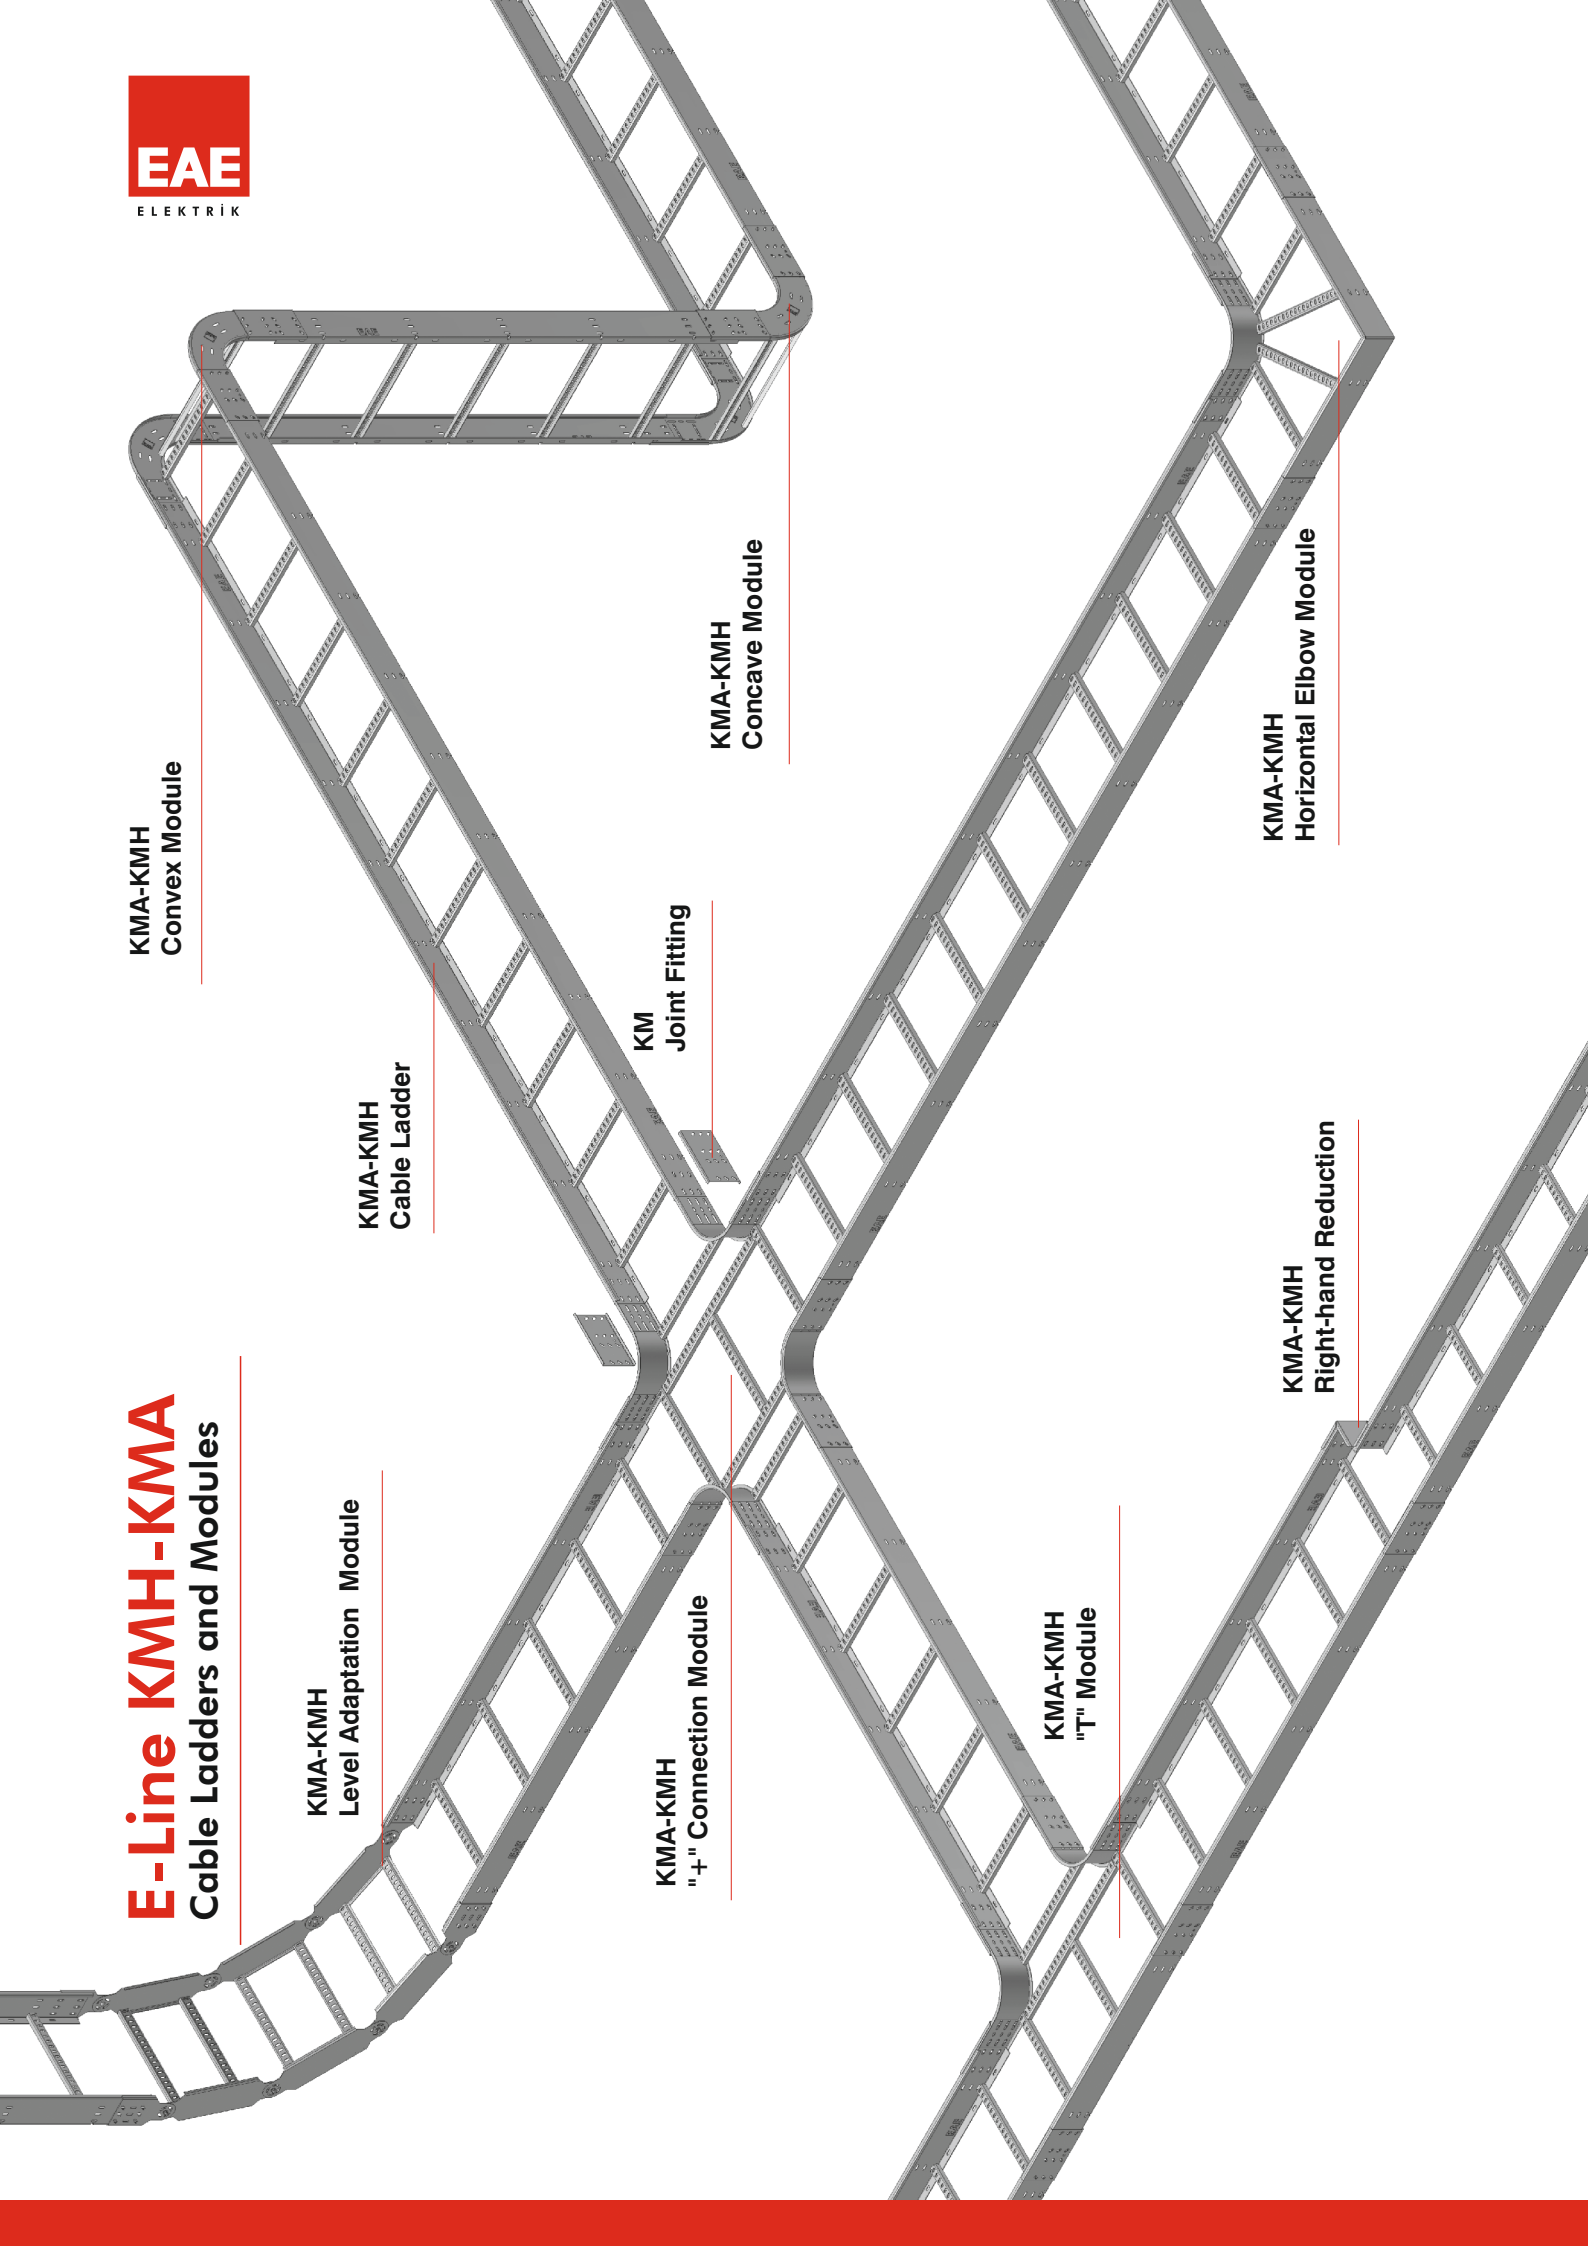 EAE
ELEKTRİK
E-Line KMH-KMA
Cable Ladders and Modules
KMA-KMH
Convex Module
KMA-KMH
Level Adaptation Module
KMA-KMH
Cable Ladder
KM
Joint Fitting
KMA-KMH
Concave Module
KMA-KMH
"+" Connection Module
KMA-KMH
"T" Module
KMA-KMH
Horizontal Elbow Module
KMA-KMH
Right-hand Reduction